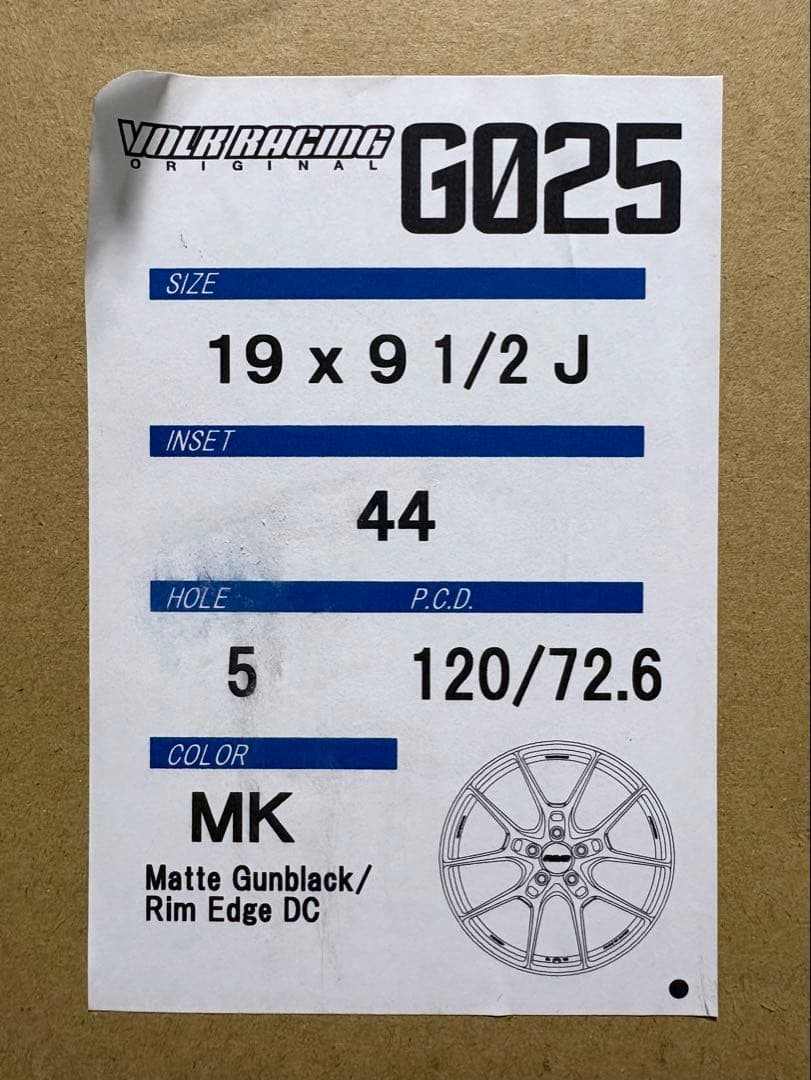 VOLK RACING
ORIGINAL
G025
SIZE
19 x 9 1/2 J
INSET
44
HOLE P.C.D.
5 120/72.6
COLOR
MK
Matte Gunblack/
Rim Edge DC